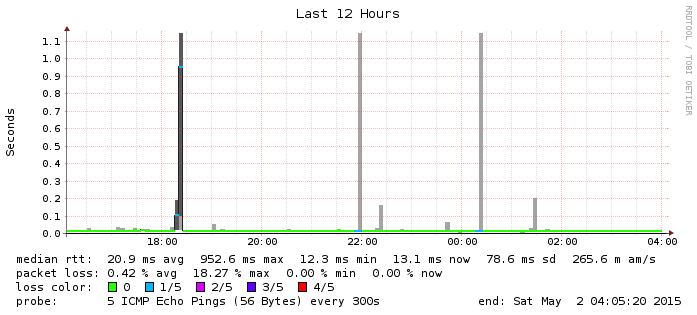 Last 12 Hours
RRDTOOL / TOBI OETIKER
Seconds
1.1
1.0
0.9
0.8
0.7
0.6
0.5
0.4
0.3
0.2
0.1
0.0
18:00 20:00 22:00 00:00 02:00 04:00
median rtt: 20.9 ms avg 952.6 ms max 12.3 ms min 13.1 ms now 78.6 ms sd 265.6 m am/s
packet loss: 0.42 % avg 18.27 % max 0.00 % min 0.00 % now
loss color: 0 1/5 2/5 3/5 4/5
probe: 5 ICMP Echo Pings (56 Bytes) every 300s end: Sat May 2 04:05:20 2015